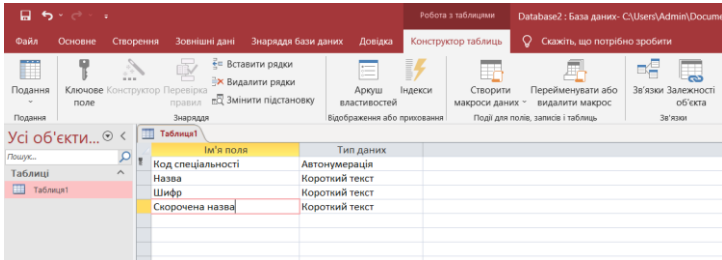 Робота з таблицями
Database2 : База даних- C:\Users\Admin\Docume
Файл Основне Створення Зовнішні дані Знаряддя бази даних Довідка Конструктор таблиць Скажіть, що потрібно зробити
Подання
Ключове поле
Конструктор
Перевірка правил
Вставити рядки
Видалити рядки
Змінити підстановку
Аркуш властивостей
Індекси
Створити макроси даних
Перейменувати або видалити макрос
Зв'язки
Залежності об'єкта
Подання Знаряддя Відображення або приховання Події для полів, записів і таблиць Зв'язки
Усі об'єкти...
Пошук...
Таблиці
Таблиця1
Таблиця1
Ім'я поля Тип даних
Код спеціальності Автонумерація
Назва Короткий текст
Шифр Короткий текст
Скорочена назва Короткий текст